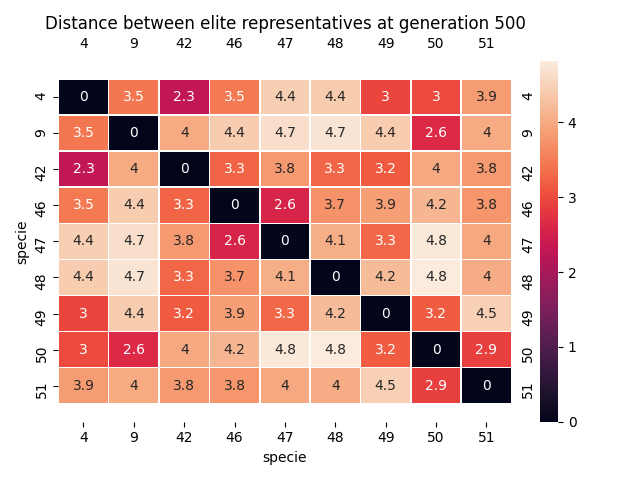 Distance between elite representatives at generation 500
4 9 42 46 47 48 49 50 51
4 0 3.5 2.3 3.5 4.4 4.4 3 3 3.9 4
9 3.5 0 4 4.4 4.7 4.7 4.4 2.6 4 9
42 2.3 4 0 3.3 3.8 3.3 3.2 4 3.8 42
46 3.5 4.4 3.3 0 2.6 3.7 3.9 4.2 3.8 46
47 4.4 4.7 3.8 2.6 0 4.1 3.3 4.8 4 47
48 4.4 4.7 3.3 3.7 4.1 0 4.2 4.8 4 48
49 3 4.4 3.2 3.9 3.3 4.2 0 3.2 4.5 49
50 3 2.6 4 4.2 4.8 4.8 3.2 0 2.9 50
51 3.9 4 3.8 3.8 4 4 4.5 2.9 0 51
4 9 42 46 47 48 49 50 51
specie
specie
4
3
2
1
0